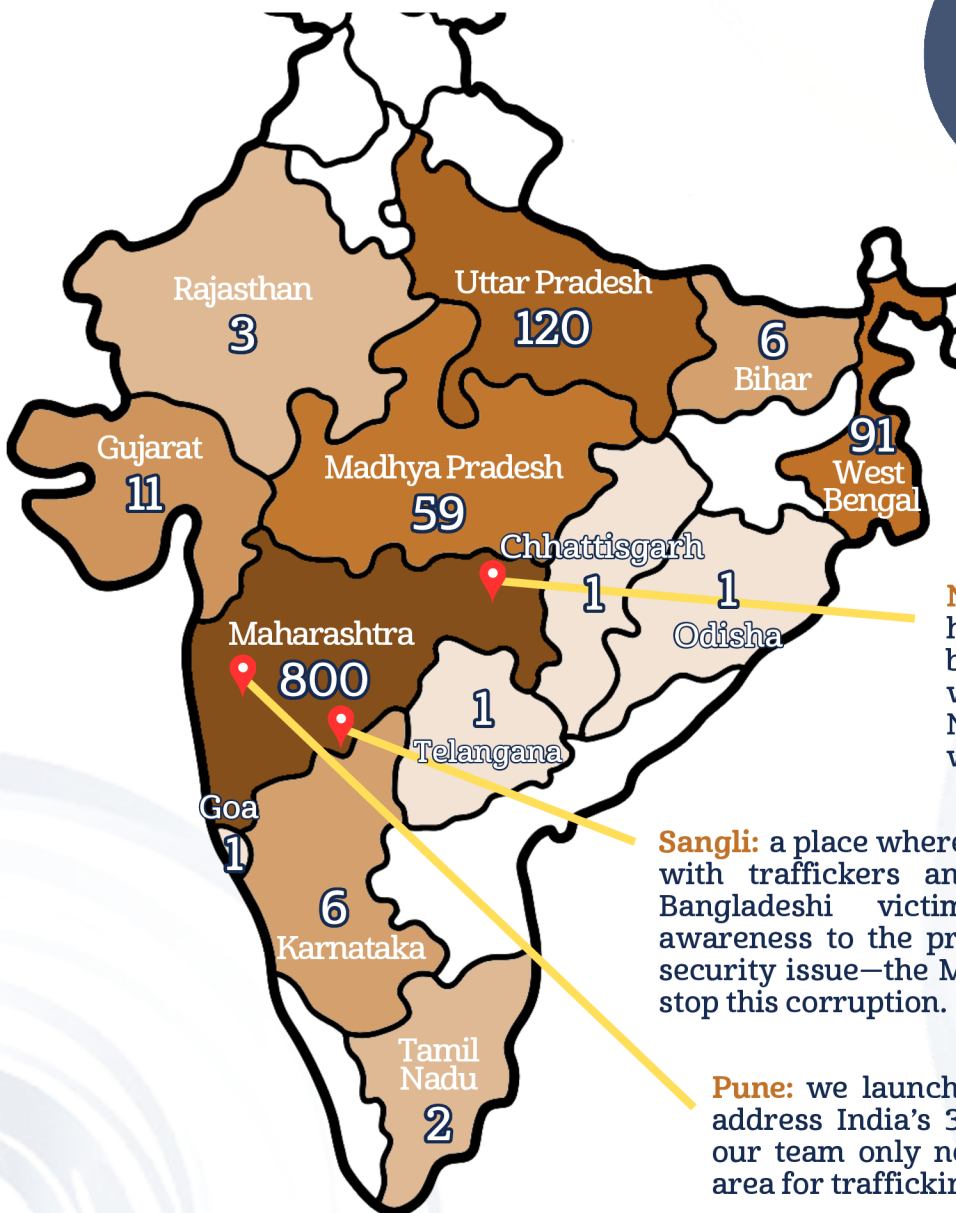 Rajasthan
3
Uttar Pradesh
120
6
Bihar
Gujarat
11
Madhya Pradesh
59
91
West
Bengal
Chhattisgarh
1
1
Odisha
Maharashtra
800
1
Telangana
Goa
1
6
Karnataka
Tamil
Nadu
2
Sangli: a place where
with traffickers an
Bangladeshi victim
awareness to the pr
security issue—the M
stop this corruption.
Pune: we launch
address India's 3
our team only n
area for traffickin